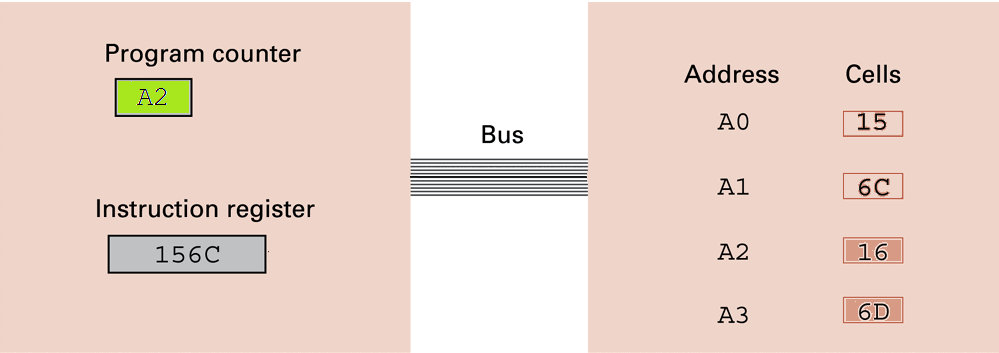 Program counter
A2
Instruction register
156C
Bus
Address Cells
A0 15
A1 6C
A2 16
A3 6D